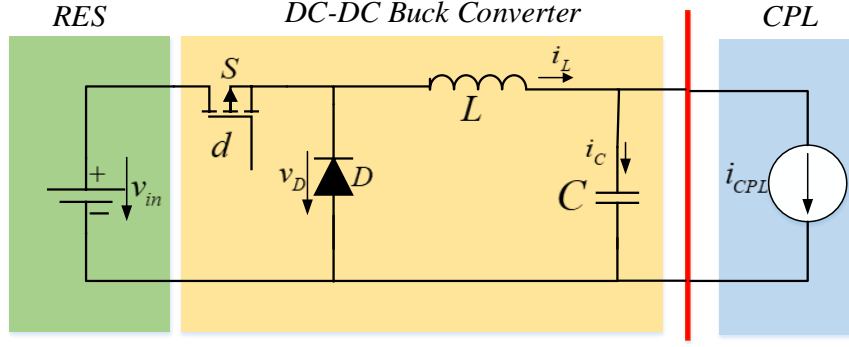 RES
DC-DC Buck Converter
CPL
S
i_L
L
d
i_C
+
v_in
−
v_D
D
C
i_CPL